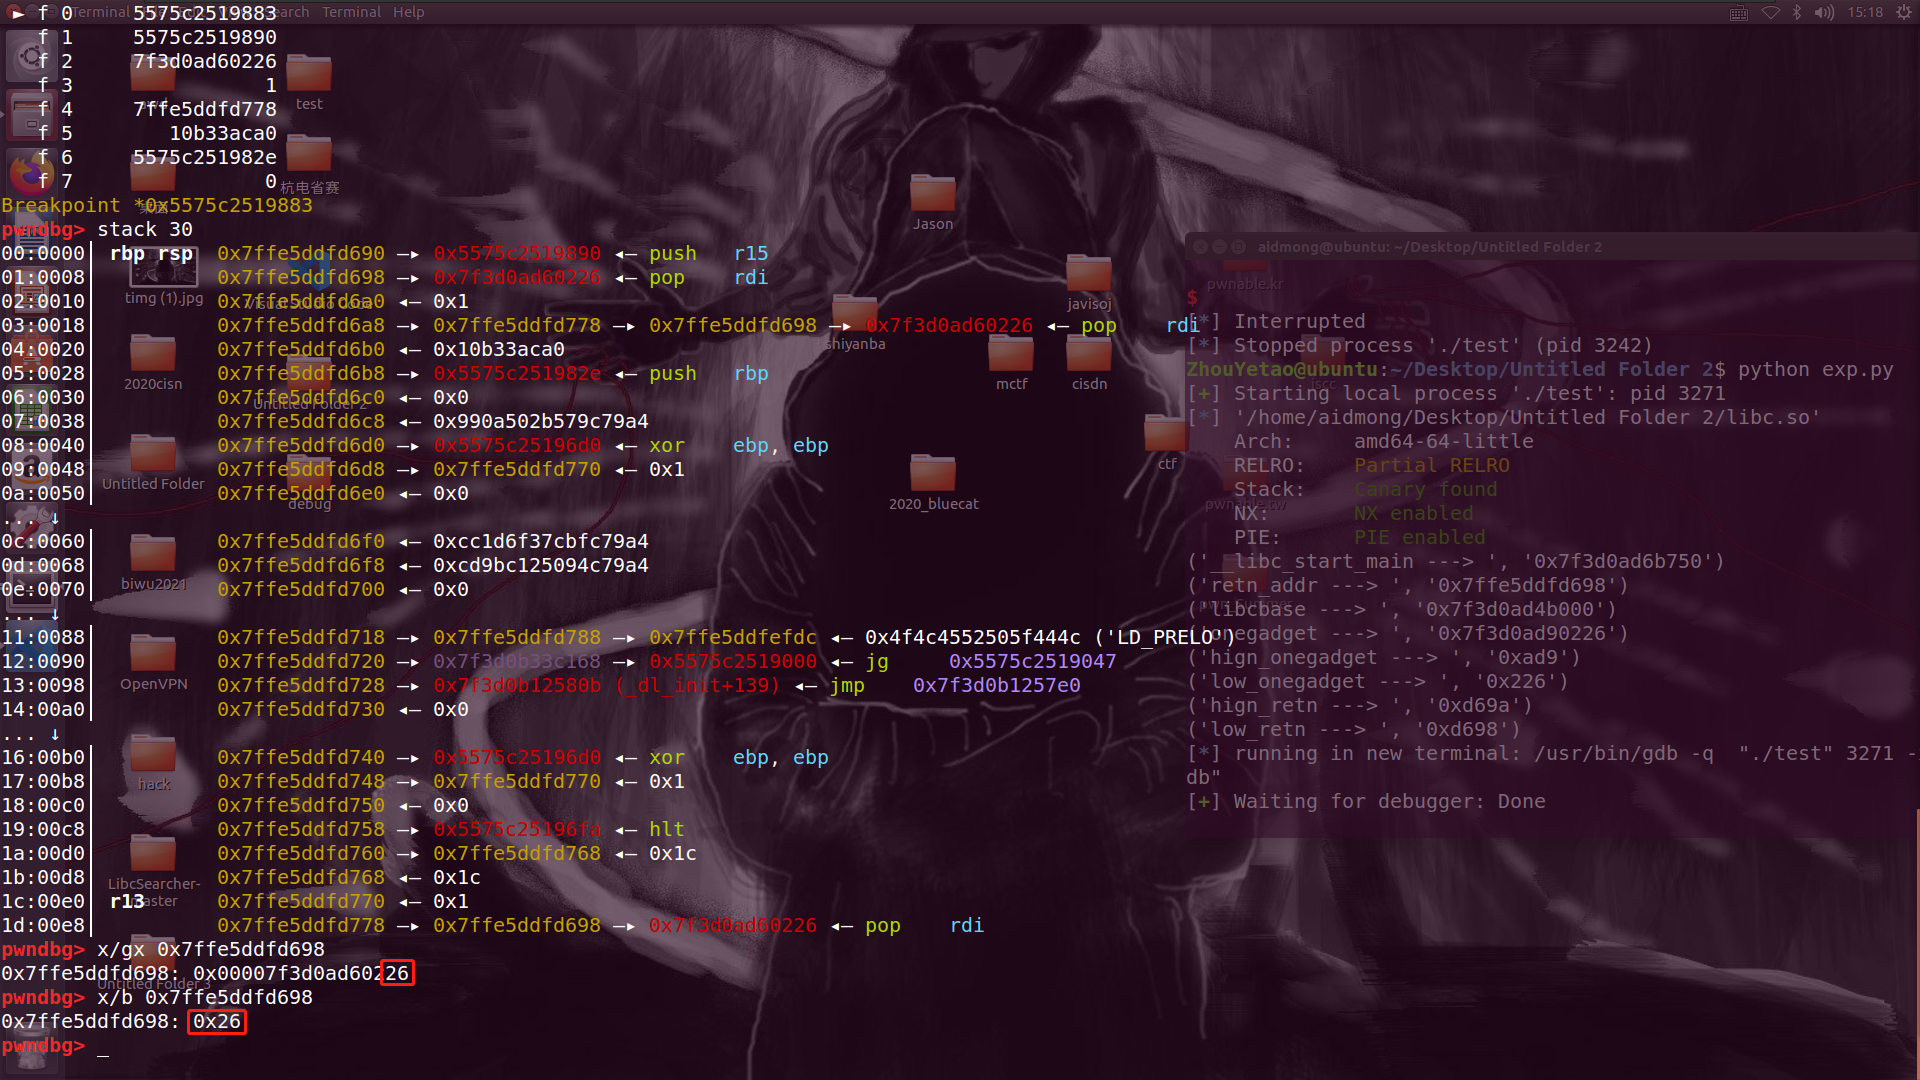 Terminal Search Terminal Help 15:18
► f 0 5575c2519883
f 1 5575c2519890
f 2 7f3d0ad60226
f 3 1
f 4 7ffe5ddfd778
f 5 10b33aca0
f 6 5575c251982e
f 7 0
Breakpoint *0x5575c2519883
pwndbg> stack 30
00:0000│ rbp rsp 0x7ffe5ddfd690 —▸ 0x5575c2519890 ◂— push r15
01:0008│ 0x7ffe5ddfd698 —▸ 0x7f3d0ad60226 ◂— pop rdi
02:0010│ 0x7ffe5ddfd6a0 ◂— 0x1
03:0018│ 0x7ffe5ddfd6a8 —▸ 0x7ffe5ddfd778 —▸ 0x7ffe5ddfd698 —▸ 0x7f3d0ad60226 ◂— pop rdi
04:0020│ 0x7ffe5ddfd6b0 ◂— 0x10b33aca0
05:0028│ 0x7ffe5ddfd6b8 —▸ 0x5575c251982e ◂— push rbp
06:0030│ 0x7ffe5ddfd6c0 ◂— 0x0
07:0038│ 0x7ffe5ddfd6c8 ◂— 0x990a502b579c79a4
08:0040│ 0x7ffe5ddfd6d0 —▸ 0x5575c25196d0 ◂— xor ebp, ebp
09:0048│ 0x7ffe5ddfd6d8 —▸ 0x7ffe5ddfd770 ◂— 0x1
0a:0050│ 0x7ffe5ddfd6e0 ◂— 0x0
... ↓
0c:0060│ 0x7ffe5ddfd6f0 ◂— 0xcc1d6f37cbfc79a4
0d:0068│ 0x7ffe5ddfd6f8 ◂— 0xcd9bc125094c79a4
0e:0070│ 0x7ffe5ddfd700 ◂— 0x0
... ↓
11:0088│ 0x7ffe5ddfd718 —▸ 0x7ffe5ddfd788 —▸ 0x7ffe5ddfefdc ◂— 0x4f4c4552505f444c ('LD_PRELO')
12:0090│ 0x7ffe5ddfd720 —▸ 0x7f3d0b33c168 —▸ 0x5575c2519000 ◂— jg 0x5575c2519047
13:0098│ 0x7ffe5ddfd728 —▸ 0x7f3d0b12580b (_dl_init+139) ◂— jmp 0x7f3d0b1257e0
14:00a0│ 0x7ffe5ddfd730 ◂— 0x0
... ↓
16:00b0│ 0x7ffe5ddfd740 —▸ 0x5575c25196d0 ◂— xor ebp, ebp
17:00b8│ 0x7ffe5ddfd748 —▸ 0x7ffe5ddfd770 ◂— 0x1
18:00c0│ 0x7ffe5ddfd750 ◂— 0x0
19:00c8│ 0x7ffe5ddfd758 —▸ 0x5575c25196fa ◂— hlt
1a:00d0│ 0x7ffe5ddfd760 —▸ 0x7ffe5ddfd768 ◂— 0x1c
1b:00d8│ 0x7ffe5ddfd768 ◂— 0x1c
1c:00e0│ r13 0x7ffe5ddfd770 ◂— 0x1
1d:00e8│ 0x7ffe5ddfd778 —▸ 0x7ffe5ddfd698 —▸ 0x7f3d0ad60226 ◂— pop rdi
pwndbg> x/gx 0x7ffe5ddfd698
0x7ffe5ddfd698: 0x00007f3d0ad60226
pwndbg> x/b 0x7ffe5ddfd698
0x7ffe5ddfd698: 0x26
pwndbg> _
test
杭电省赛
timg (1).jpg
2020cisn
Untitled Folder 2
Untitled Folder
debug
biwu2021
OpenVPN
hack
LibcSearcher-
master
Untitled Folder 3
Jason
javisoj
shiyanba
mctf
cisdn
ctf
2020_bluecat
pwnable.kr
jscc
pwnable.tw
aidmong@ubuntu: ~/Desktop/Untitled Folder 2
$
[*] Interrupted
[*] Stopped process './test' (pid 3242)
ZhouYetao@ubuntu:~/Desktop/Untitled Folder 2$ python exp.py
[+] Starting local process './test': pid 3271
[*] '/home/aidmong/Desktop/Untitled Folder 2/libc.so'
Arch: amd64-64-little
RELRO: Partial RELRO
Stack: Canary found
NX: NX enabled
PIE: PIE enabled
('__libc_start_main ---> ', '0x7f3d0ad6b750')
('retn_addr ---> ', '0x7ffe5ddfd698')
('libcbase ---> ', '0x7f3d0ad4b000')
('onegadget ---> ', '0x7f3d0ad90226')
('hign_onegadget ---> ', '0xad9')
('low_onegadget ---> ', '0x226')
('hign_retn ---> ', '0xd69a')
('low_retn ---> ', '0xd698')
[*] running in new terminal: /usr/bin/gdb -q "./test" 3271 -
db"
[+] Waiting for debugger: Done